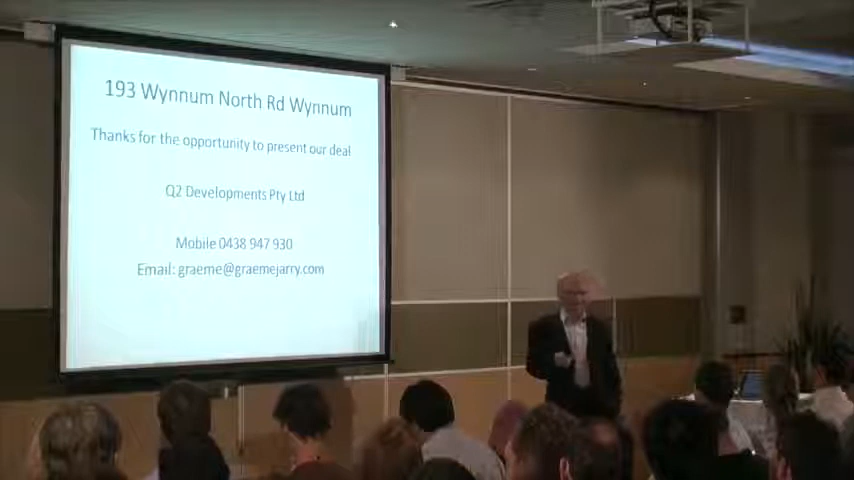 193 Wynnum North Rd Wynnum
Thanks for the opportunity to present our deal
Q2 Developments Pty Ltd
Mobile 0438 947 930
Email: graeme@graemejarry.com